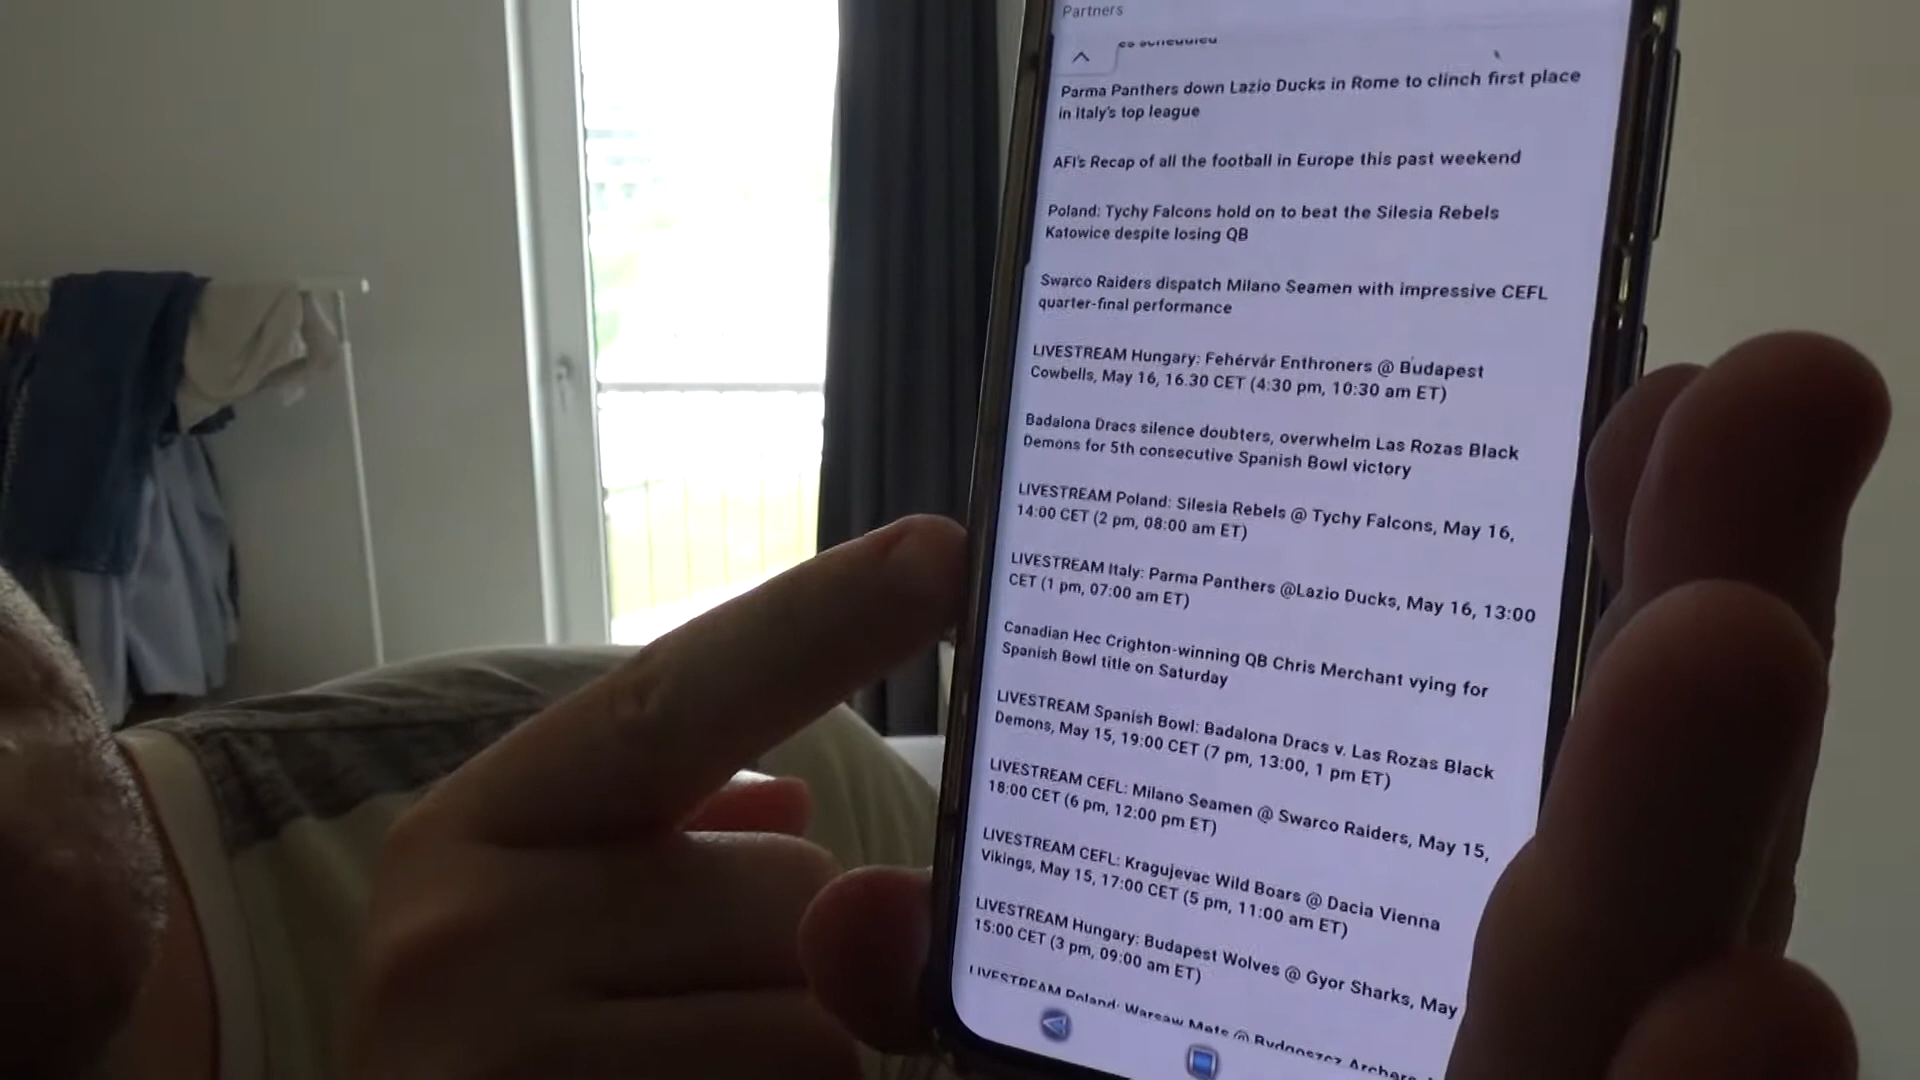 Partners
Parma Panthers down Lazio Ducks in Rome to clinch first place
in Italy's top league
AFI's Recap of all the football in Europe this past weekend
Poland: Tychy Falcons hold on to beat the Silesia Rebels
Katowice despite losing QB
Swarco Raiders dispatch Milano Seamen with impressive CEFL
quarter-final performance
LIVESTREAM Hungary: Fehérvár Enthroners @ Budapest
Cowbells, May 16, 16.30 CET (4:30 pm, 10:30 am ET)
Badalona Dracs silence doubters, overwhelm Las Rozas Black
Demons for 5th consecutive Spanish Bowl victory
LIVESTREAM Poland: Silesia Rebels @ Tychy Falcons, May 16,
14:00 CET (2 pm, 08:00 am ET)
LIVESTREAM Italy: Parma Panthers @Lazio Ducks, May 16, 13:00
CET (1 pm, 07:00 am ET)
Canadian Hec Crighton-winning QB Chris Merchant vying for
Spanish Bowl title on Saturday
LIVESTREAM Spanish Bowl: Badalona Dracs v. Las Rozas Black
Demons, May 15, 19:00 CET (7 pm, 13:00, 1 pm ET)
LIVESTREAM CEFL: Milano Seamen @ Swarco Raiders, May 15,
18:00 CET (6 pm, 12:00 pm ET)
LIVESTREAM CEFL: Kragujevac Wild Boars @ Dacia Vienna
Vikings, May 15, 17:00 CET (5 pm, 11:00 am ET)
LIVESTREAM Hungary: Budapest Wolves @ Gyor Sharks, May
15:00 CET (3 pm, 09:00 am ET)
LIVESTREAM Poland: Warsaw Mets @ Bydgoszcz Archers